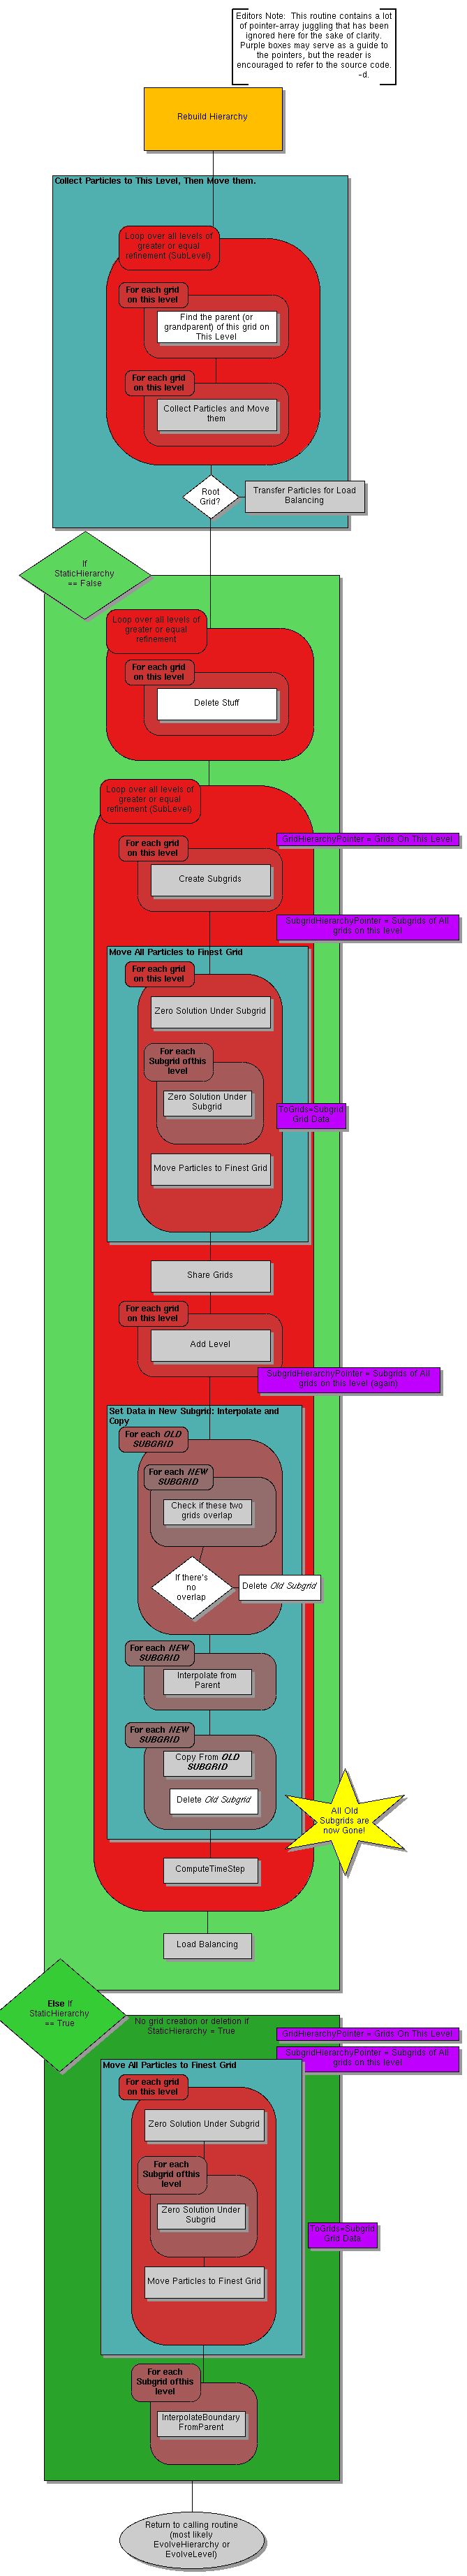 Editors Note:  This routine contains a lot
of pointer-array juggling that has been
ignored here for the sake of clarity.
Purple boxes may serve as a guide to
the pointers, but the reader is
encouraged to refer to the source code.
-d.
Rebuild Hierarchy
Collect Particles to This Level, Then Move them.
Loop over all levels of
greater or equal
refinement (SubLevel)
For each grid
on this level
Find the parent (or
grandparent) of this grid on
This Level
For each grid
on this level
Collect Particles and Move
them
Root
Grid?
Transfer Particles for Load
Balancing
If
StaticHierarchy
== False
Loop over all levels of
greater or equal
refinement
For each grid
on this level
Delete Stuff
Loop over all levels of
greater or equal
refinement (SubLevel)
GridHierarchyPointer = Grids On This Level
For each grid
on this level
Create Subgrids
SubgridHierarchyPointer = Subgrids of All
grids on this level
Move All Particles to Finest Grid
For each grid
on this level
Zero Solution Under Subgrid
For each
Subgrid ofthis
level
Zero Solution Under
Subgrid
ToGrids=Subgrid
Grid Data
Move Particles to Finest Grid
Share Grids
For each grid
on this level
Add Level
SubgridHierarchyPointer = Subgrids of All
grids on this level (again)
Set Data in New Subgrid: Interpolate and
Copy
For each OLD
SUBGRID
For each NEW
SUBGRID
Check if these two
grids overlap
If there's
no
overlap
Delete Old Subgrid
For each NEW
SUBGRID
Interpolate from
Parent
For each NEW
SUBGRID
Copy From OLD
SUBGRID
Delete Old Subgrid
All Old
Subgrids are
now Gone!
ComputeTimeStep
Load Balancing
Else If
StaticHierarchy
== True
No grid creation or deletion if
StaticHierarchy = True
GridHierarchyPointer = Grids On This Level
SubgridHierarchyPointer = Subgrids of All
grids on this level
Move All Particles to Finest Grid
For each grid
on this level
Zero Solution Under Subgrid
For each
Subgrid ofthis
level
Zero Solution Under
Subgrid
ToGrids=Subgrid
Grid Data
Move Particles to Finest Grid
For each
Subgrid ofthis
level
InterpolateBoundary
FromParent
Return to calling routine
(most likely
EvolveHierarchy or
EvolveLevel)